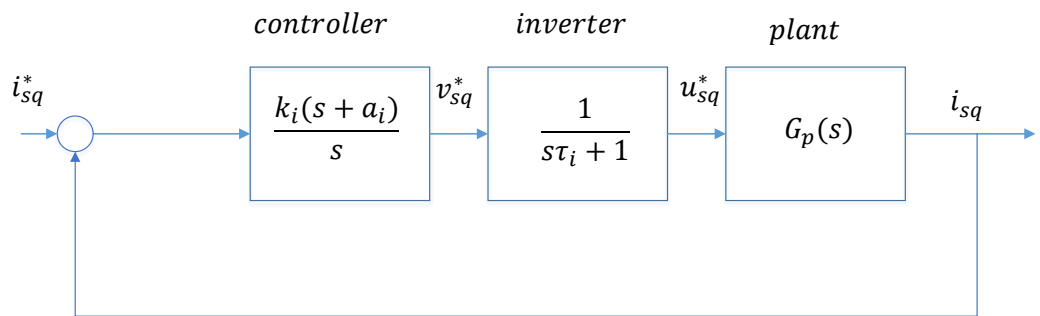 controller inverter plant
i*sq
ki(s + ai)
s
v*sq
1
sτi + 1
u*sq
Gp(s)
isq